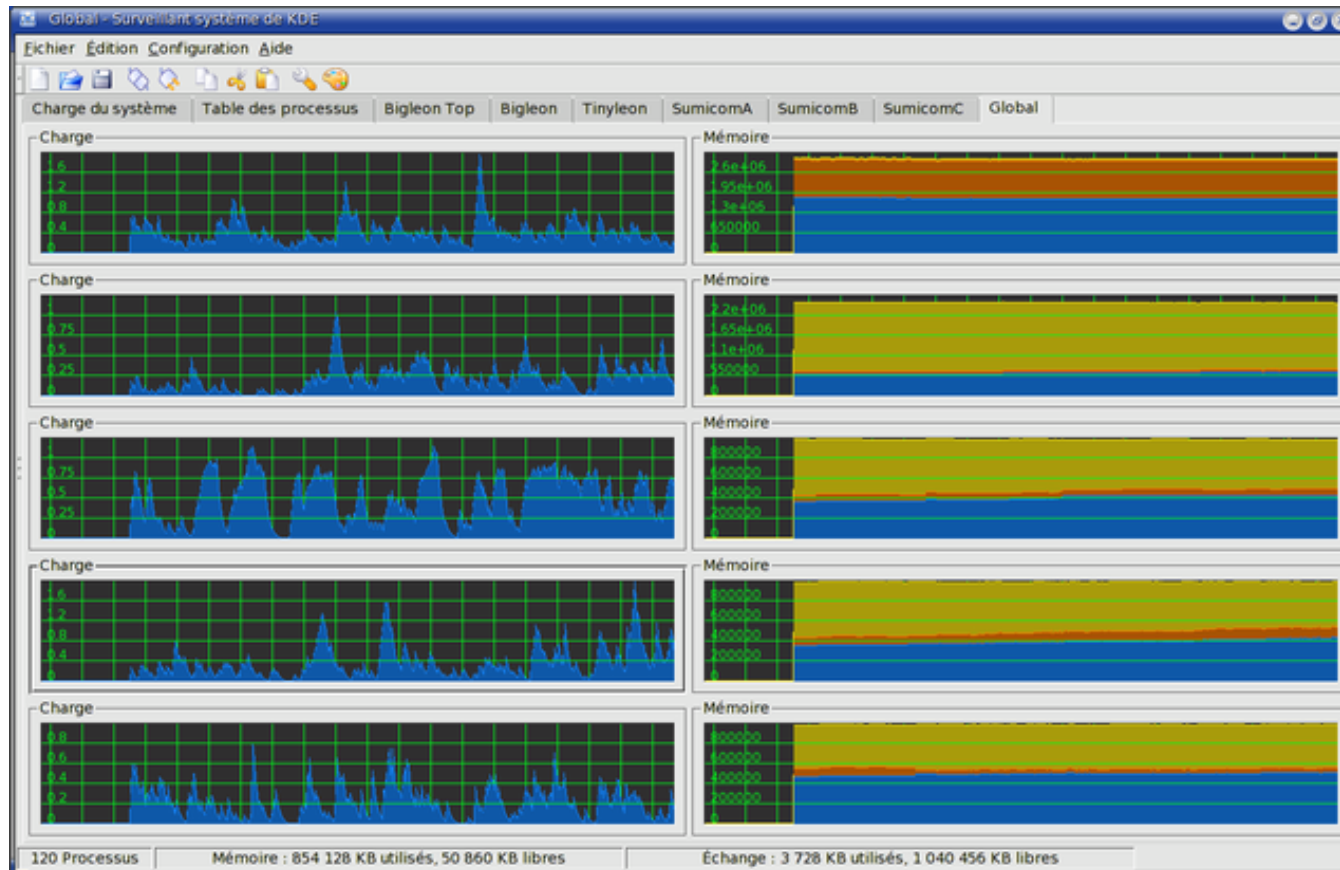 Global - Surveillant système de KDE
Fichier Édition Configuration Aide
Charge du système Table des processus Bigleon Top Bigleon Tinyleon SumicomA SumicomB SumicomC Global
Charge
1.6
1.2
0.8
0.4
0
Mémoire
2.6e+06
1.95e+06
1.3e+06
650000
0
Charge
1
0.75
0.5
0.25
0
Mémoire
2.2e+06
1.65e+06
1.1e+06
550000
0
Charge
1
0.75
0.5
0.25
0
Mémoire
800000
600000
400000
200000
0
Charge
1.6
1.2
0.8
0.4
0
Mémoire
800000
600000
400000
200000
0
Charge
0.8
0.6
0.4
0.2
0
Mémoire
800000
600000
400000
200000
0
120 Processus Mémoire : 854 128 KB utilisés, 50 860 KB libres Échange : 3 728 KB utilisés, 1 040 456 KB libres